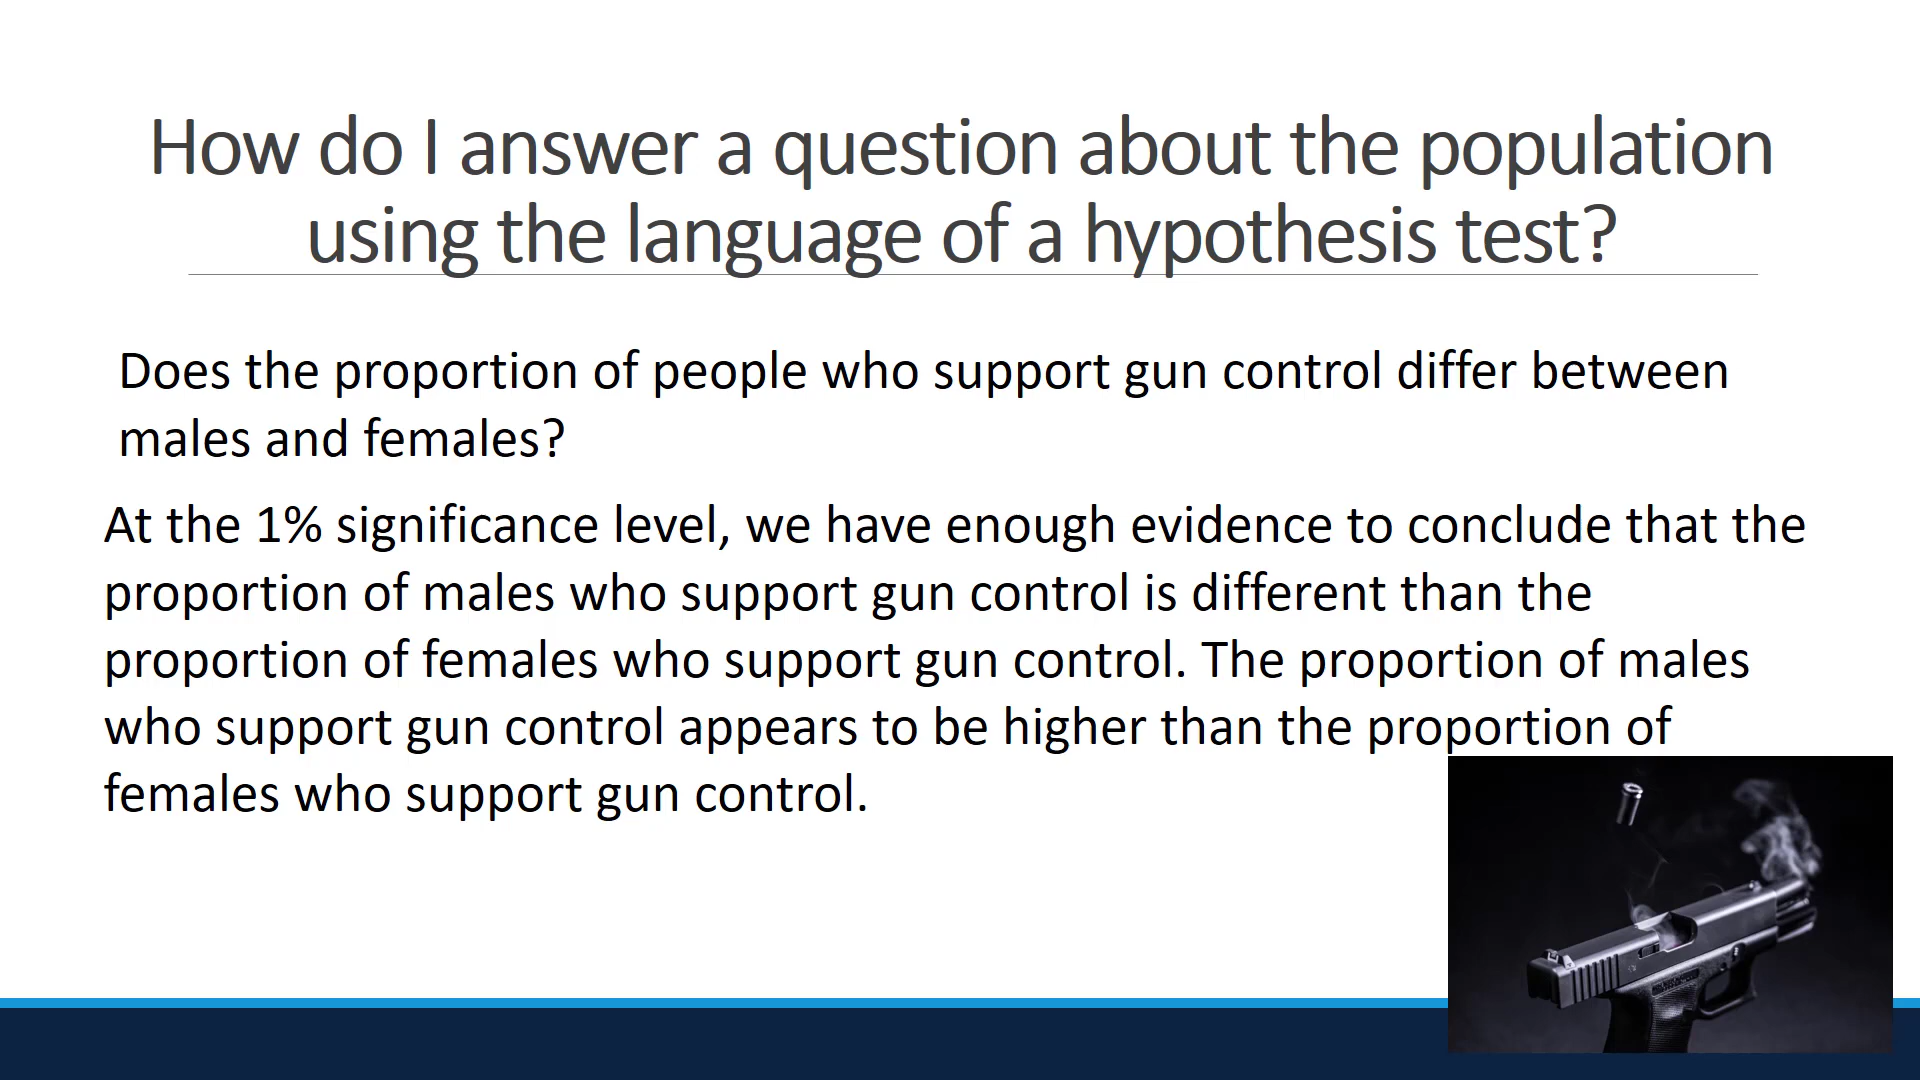 How do I answer a question about the population
using the language of a hypothesis test?
Does the proportion of people who support gun control differ between
males and females?
At the 1% significance level, we have enough evidence to conclude that the
proportion of males who support gun control is different than the
proportion of females who support gun control. The proportion of males
who support gun control appears to be higher than the proportion of
females who support gun control.